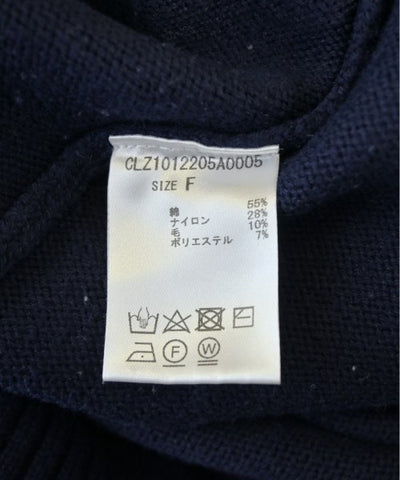 CLZ1012205A0005
SIZE F
綿 55%
ナイロン 28%
毛 10%
ポリエステル 7%
F W